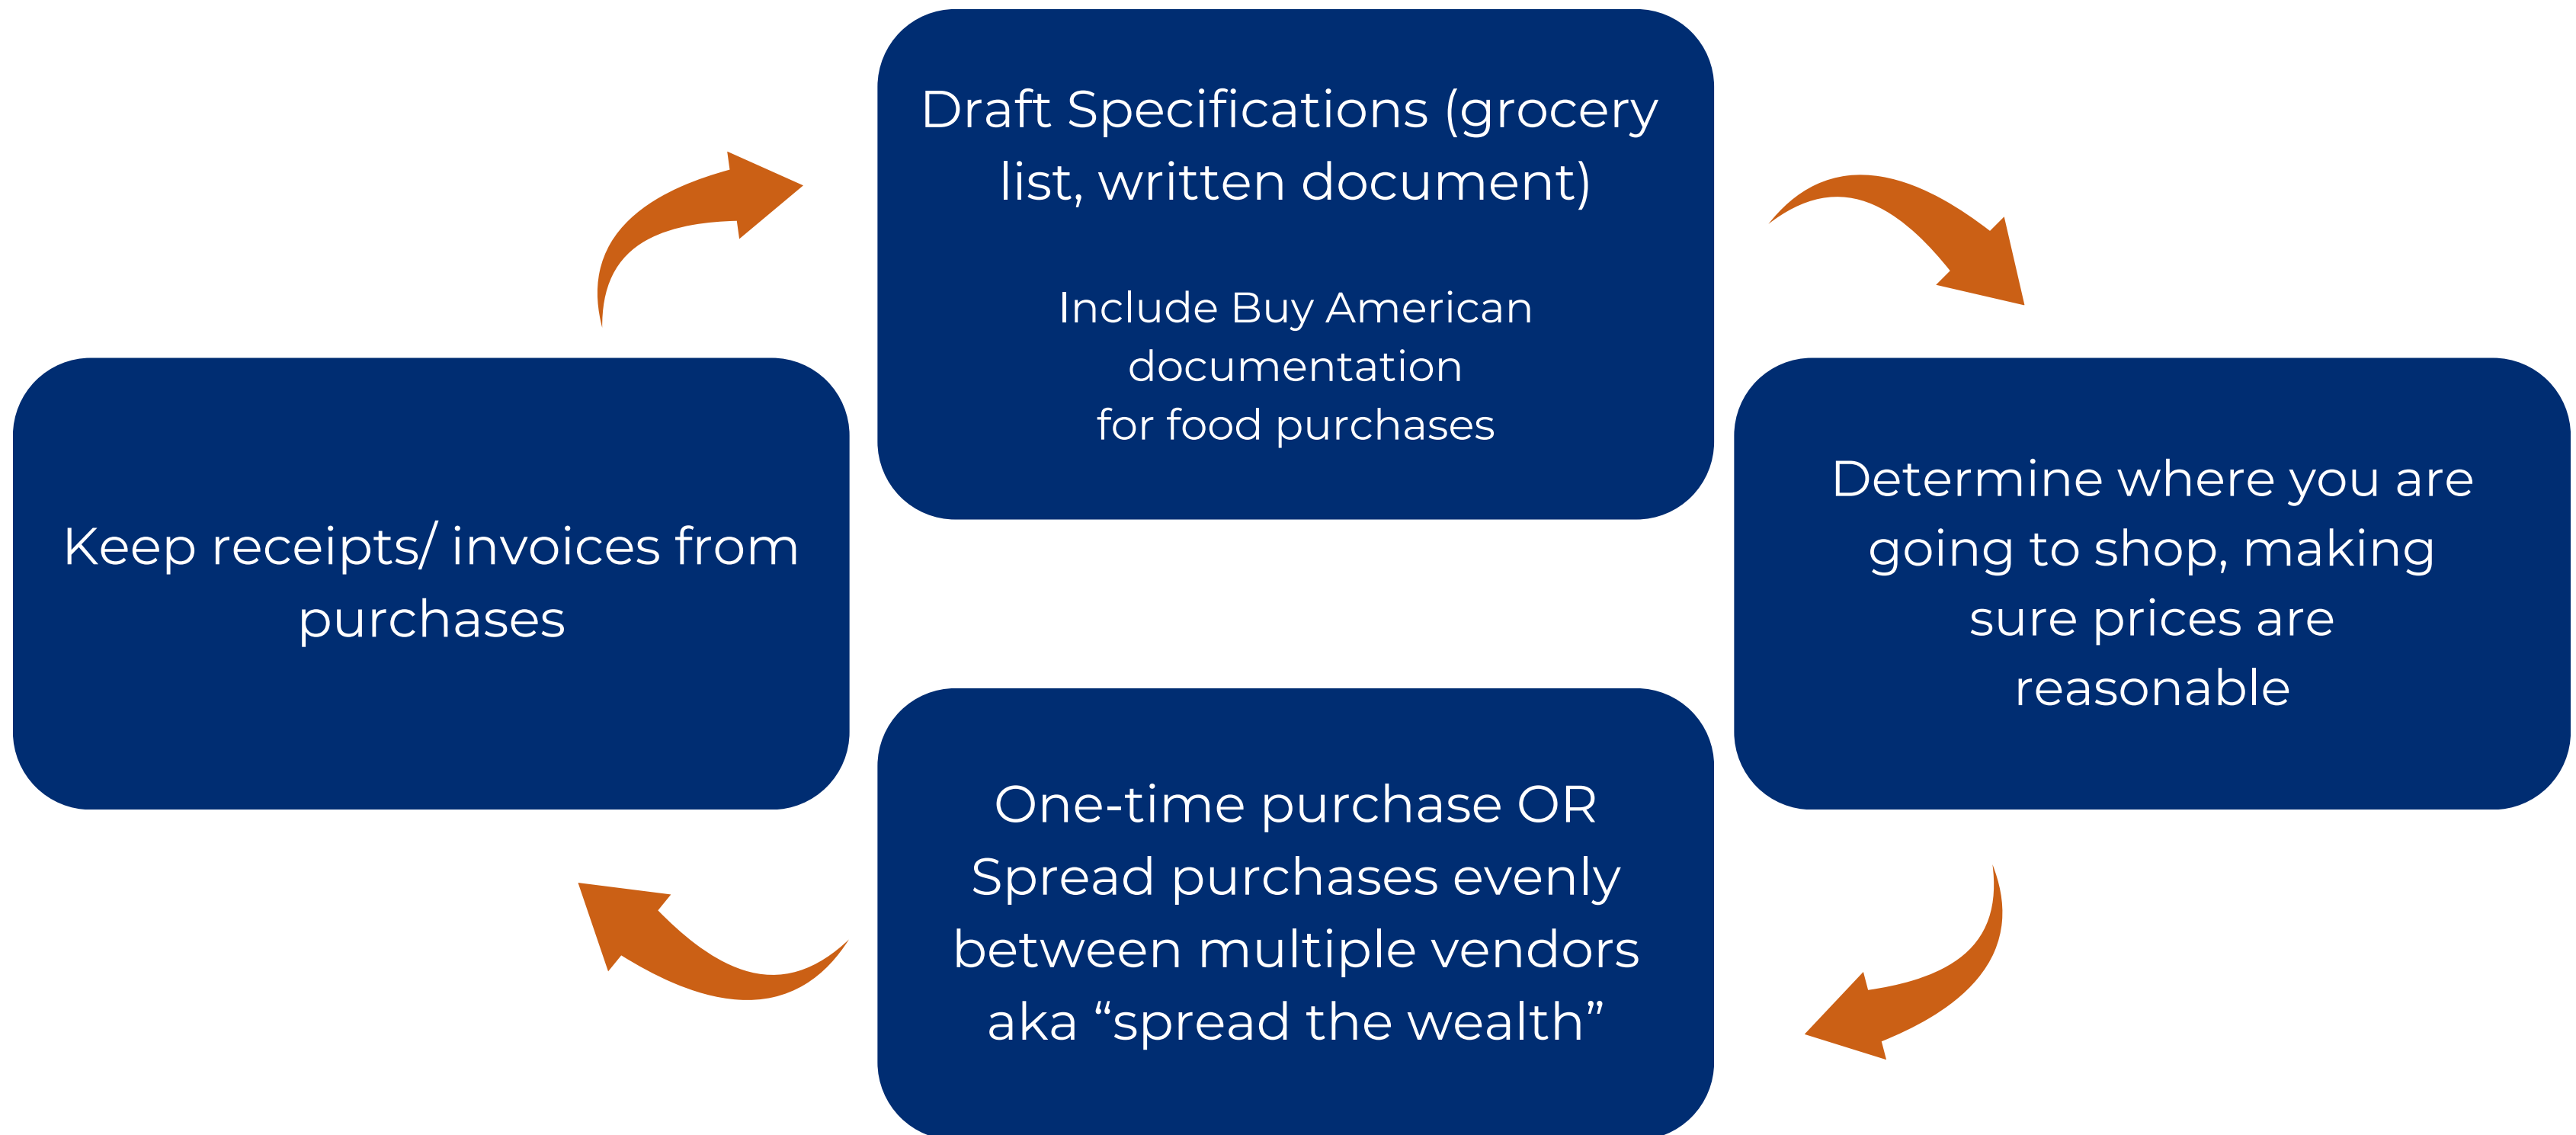 Draft Specifications (grocery
list, written document)
Include Buy American
documentation
for food purchases
Determine where you are
going to shop, making
sure prices are
reasonable
One-time purchase OR
Spread purchases evenly
between multiple vendors
aka “spread the wealth”
Keep receipts/ invoices from
purchases